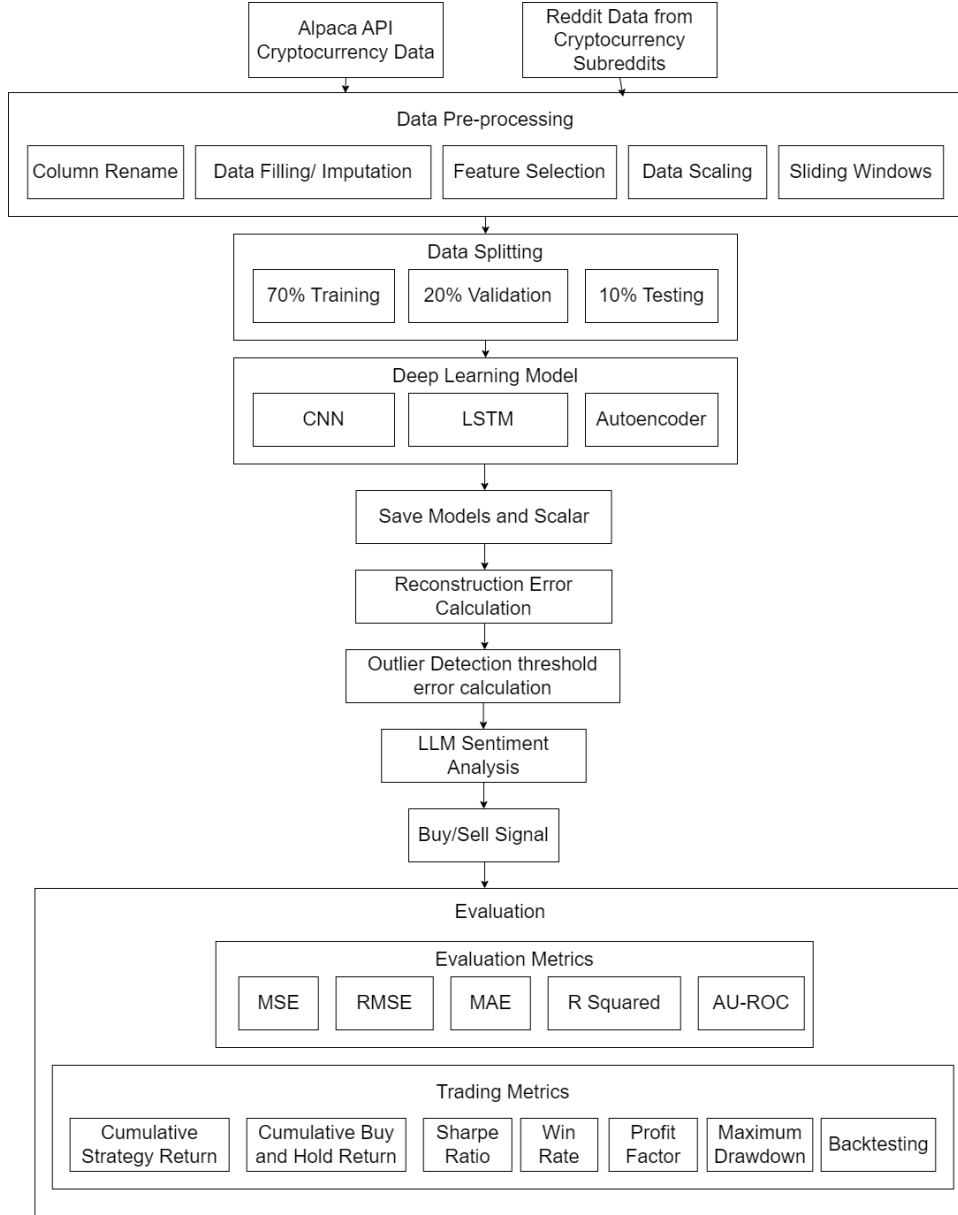 Alpaca API
Cryptocurrency Data
Reddit Data from
Cryptocurrency
Subreddits
Data Pre-processing
Column Rename
Data Filling/ Imputation
Feature Selection
Data Scaling
Sliding Windows
Data Splitting
70% Training
20% Validation
10% Testing
Deep Learning Model
CNN
LSTM
Autoencoder
Save Models and Scalar
Reconstruction Error
Calculation
Outlier Detection threshold
error calculation
LLM Sentiment
Analysis
Buy/Sell Signal
Evaluation
Evaluation Metrics
MSE
RMSE
MAE
R Squared
AU-ROC
Trading Metrics
Cumulative
Strategy Return
Cumulative Buy
and Hold Return
Sharpe
Ratio
Win
Rate
Profit
Factor
Maximum
Drawdown
Backtesting